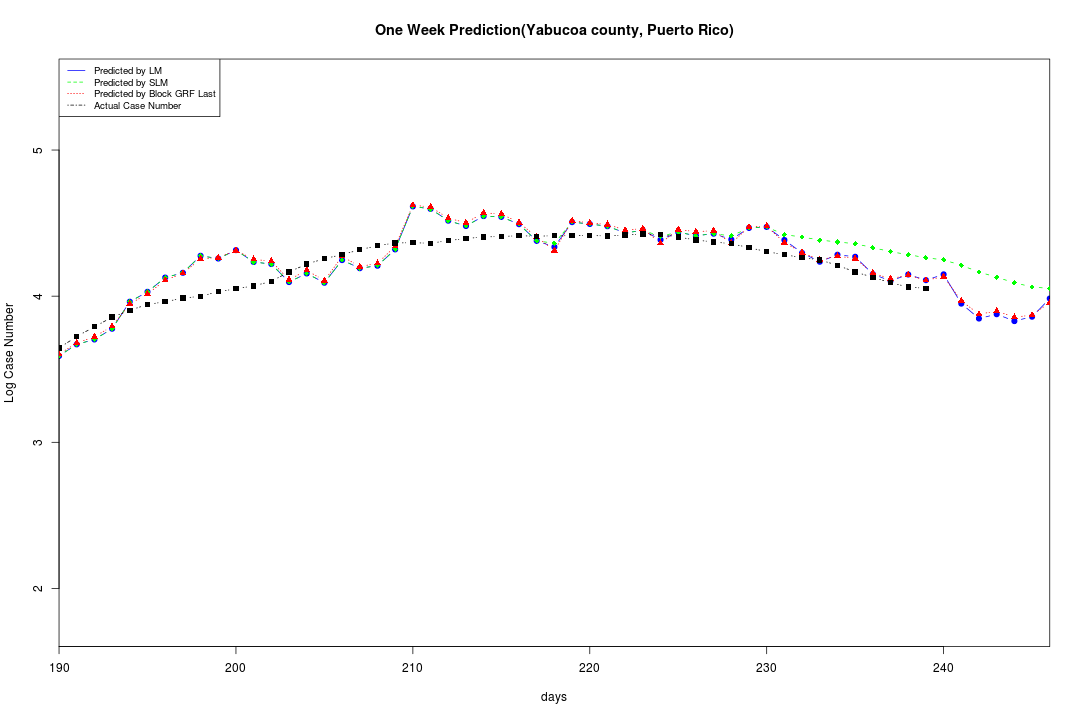 One Week Prediction(Yabucoa county, Puerto Rico)
Predicted by LM
Predicted by SLM
Predicted by Block GRF Last
Actual Case Number
5
4
3
2
Log Case Number
190 200 210 220 230 240
days